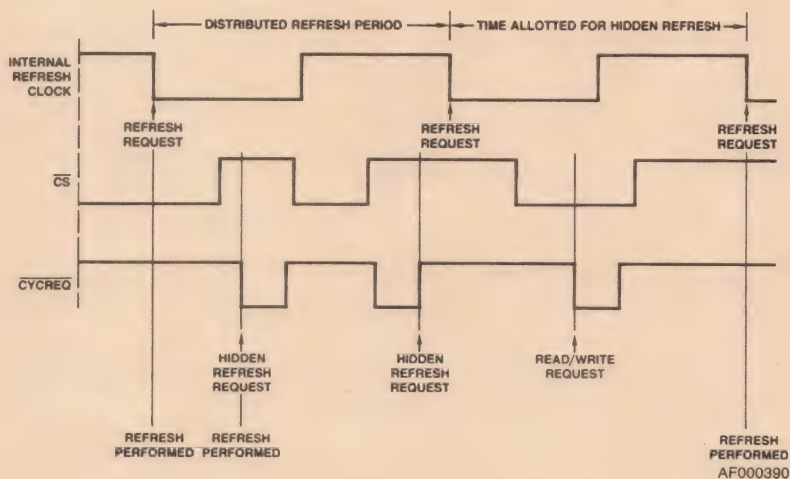 DISTRIBUTED REFRESH PERIOD
TIME ALLOTTED FOR HIDDEN REFRESH
INTERNAL
REFRESH
CLOCK
REFRESH
REQUEST
REFRESH
REQUEST
REFRESH
REQUEST
CS
CYCREQ
HIDDEN
REFRESH
REQUEST
HIDDEN
REFRESH
REQUEST
READ/WRITE
REQUEST
REFRESH
PERFORMED
REFRESH
PERFORMED
REFRESH
PERFORMED
AF000390